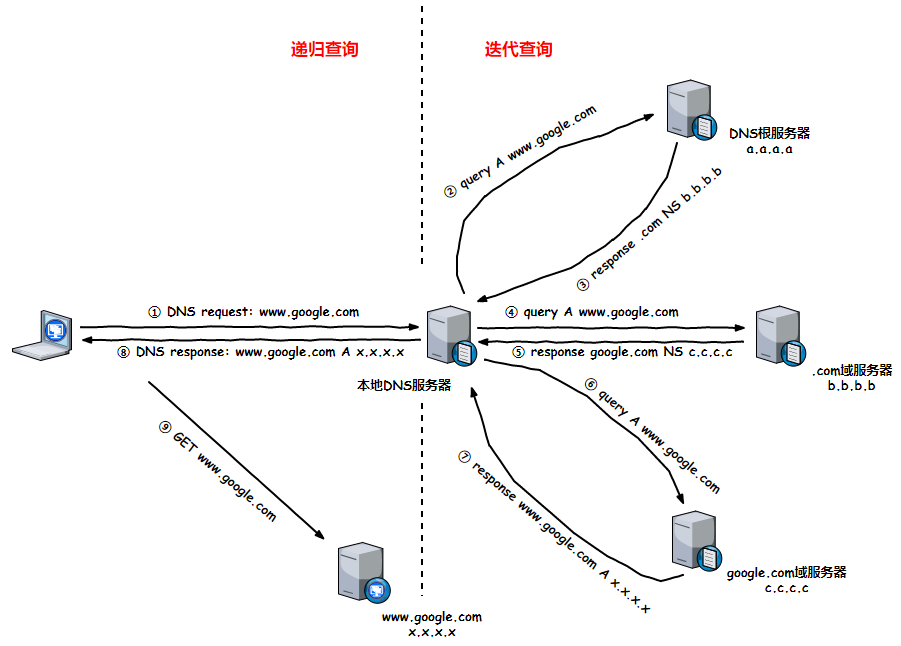 递归查询
迭代查询
② query A www.google.com
DNS根服务器
a.a.a.a
③ response .com NS b.b.b.b
① DNS request: www.google.com
④ query A www.google.com
⑧ DNS response: www.google.com A x.x.x.x
⑤ response google.com NS c.c.c.c
本地DNS服务器
.com域服务器
b.b.b.b
⑥ query A www.google.com
⑨ GET www.google.com
⑦ response www.google.com A x.x.x.x
google.com域服务器
c.c.c.c
www.google.com
x.x.x.x